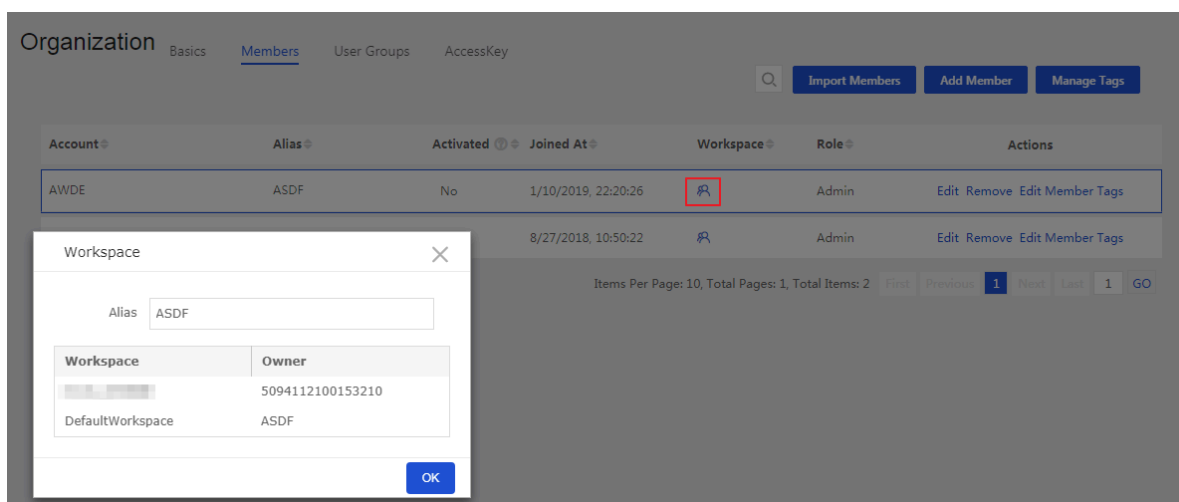 Organization Basics Members User Groups AccessKey
Import Members Add Member Manage Tags
Account Alias Activated Joined At Workspace Role Actions
AWDE ASDF No 1/10/2019, 22:20:26 Admin Edit Remove Edit Member Tags
8/27/2018, 10:50:22 Admin Edit Remove Edit Member Tags
Items Per Page: 10, Total Pages: 1, Total Items: 2 First Previous 1 Next Last 1 GO
Workspace
Alias ASDF
Workspace Owner
5094112100153210
DefaultWorkspace ASDF
OK